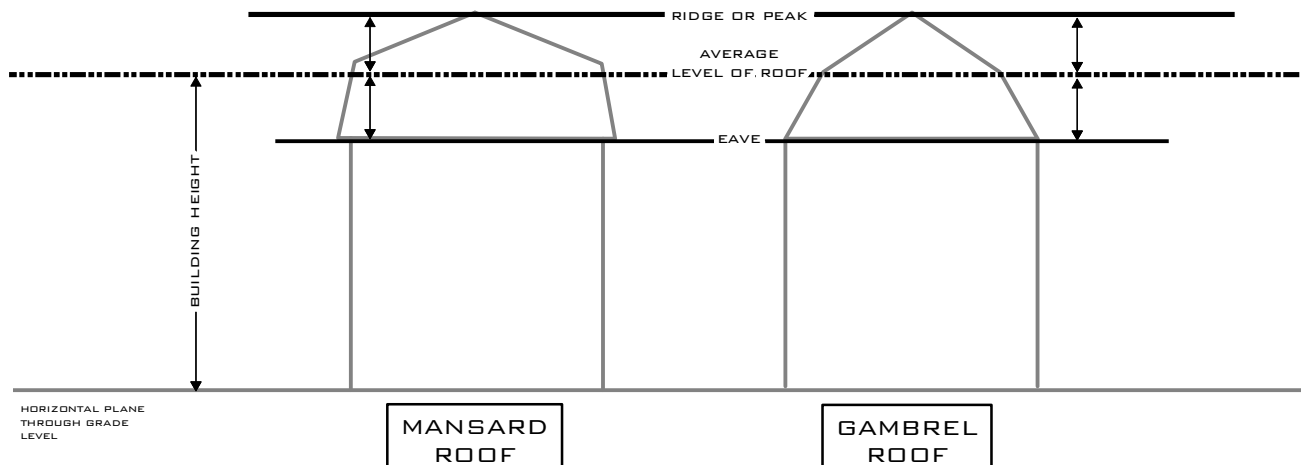 RIDGE OR PEAK
AVERAGE
LEVEL OF ROOF
EAVE
BUILDING HEIGHT
HORIZONTAL PLANE
THROUGH GRADE
LEVEL
MANSARD
ROOF
GAMBREL
ROOF